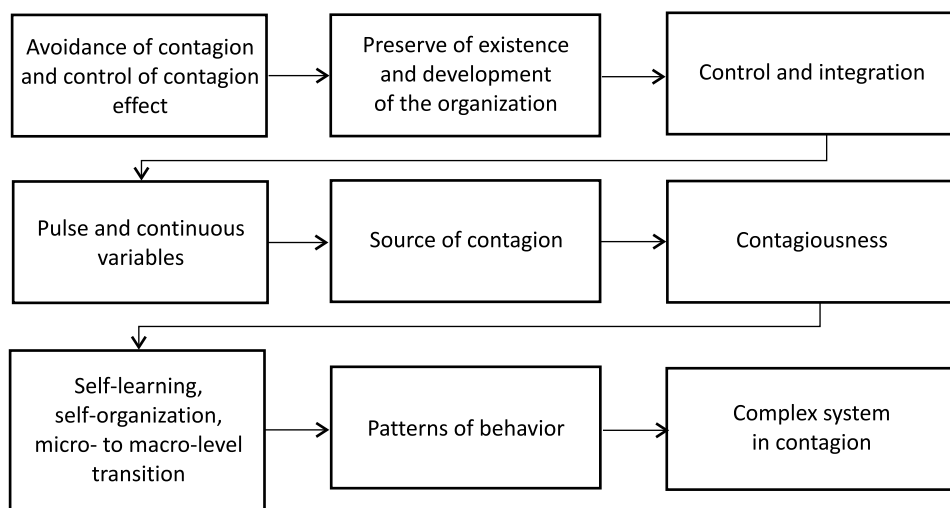 Avoidance of contagion
and control of contagion
effect
Preserve of existence
and development
of the organization
Control and integration
Pulse and continuous
variables
Source of contagion
Contagiousness
Self-learning,
self-organization,
micro- to macro-level
transition
Patterns of behavior
Complex system
in contagion